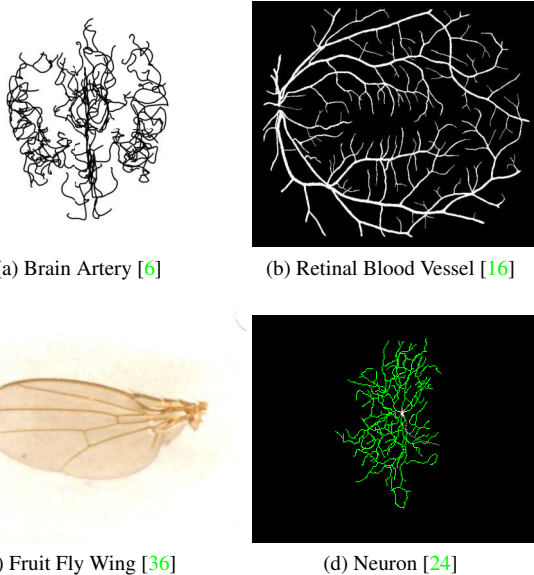 a) Brain Artery [6]
(b) Retinal Blood Vessel [16]
) Fruit Fly Wing [36]
(d) Neuron [24]